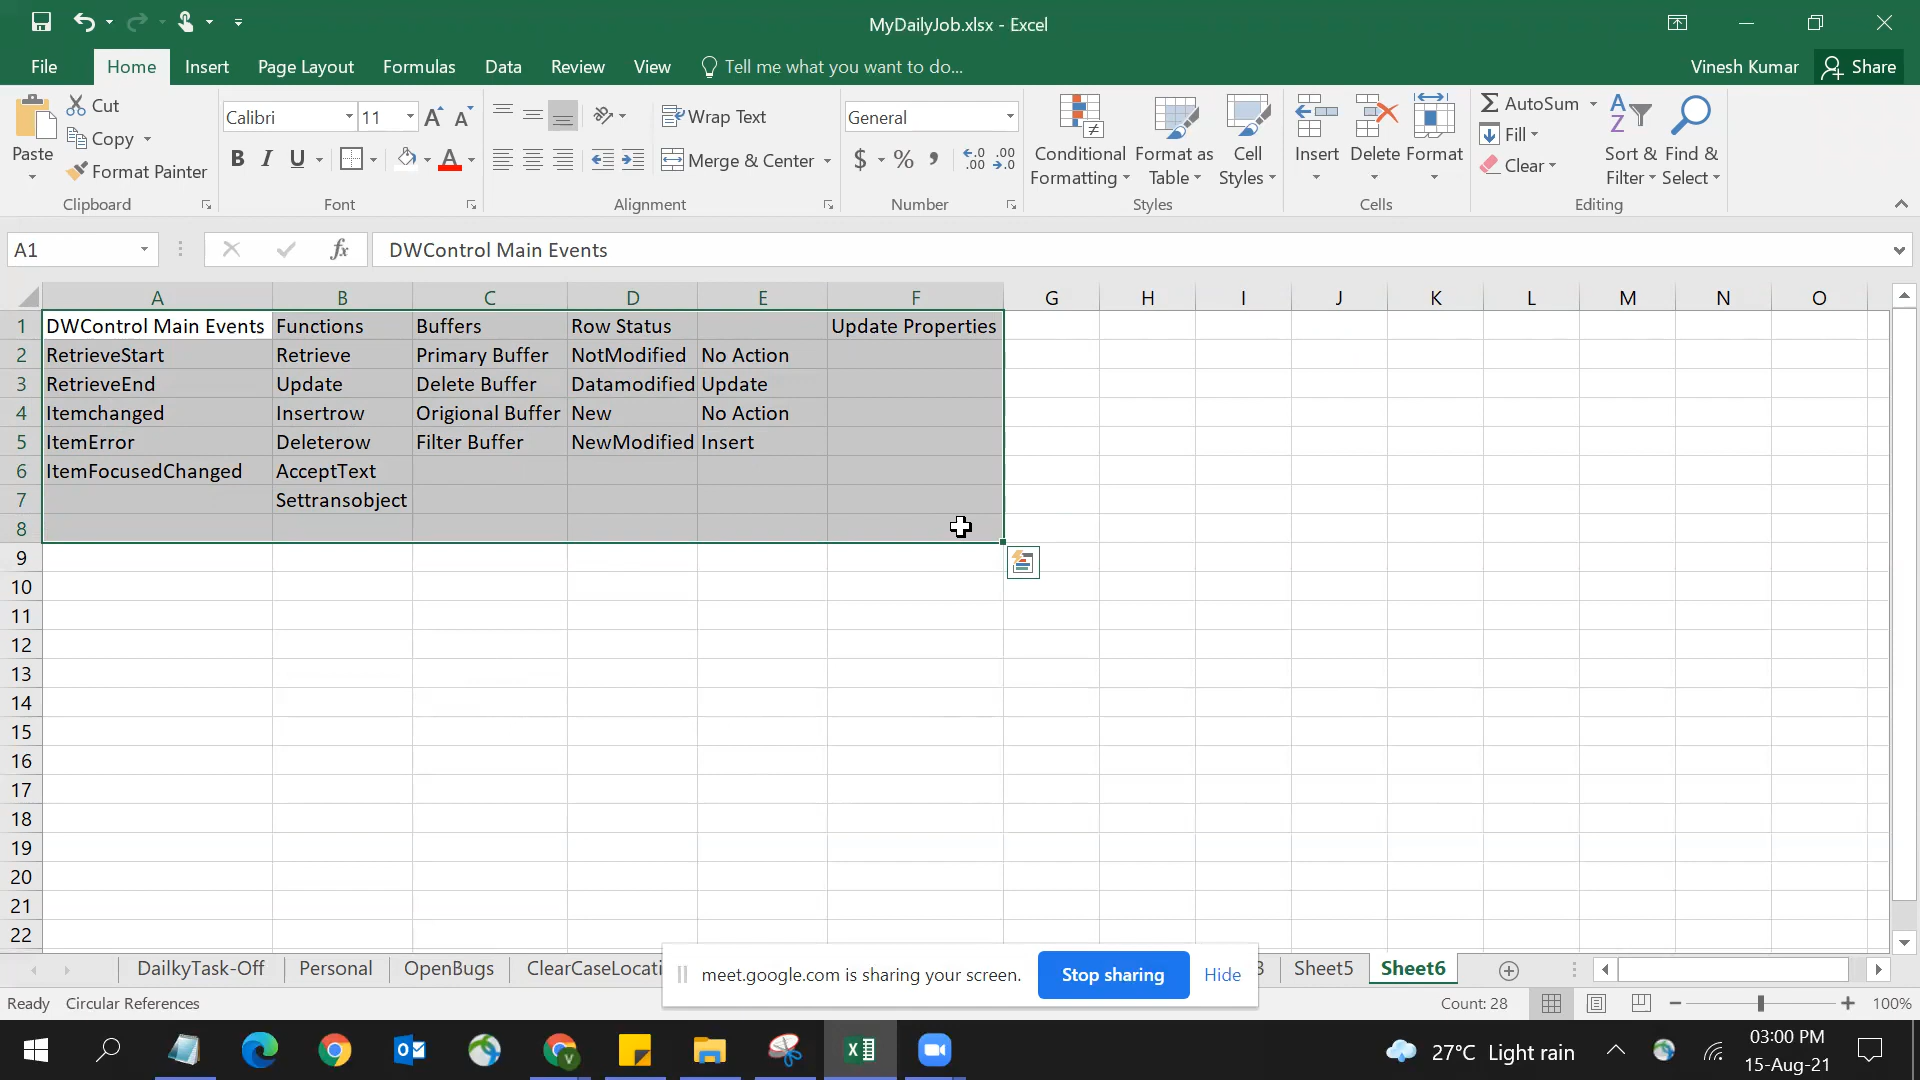 MyDailyJob.xlsx - Excel
File Home Insert Page Layout Formulas Data Review View Tell me what you want to do... Vinesh Kumar Share
Paste Cut Copy Format Painter Clipboard
Calibri 11 A A B I U A Font
Wrap Text Merge & Center Alignment
General $ % Number
Conditional Formatting Format as Table Cell Styles Styles
Insert Delete Format Cells
AutoSum Fill Clear Sort & Filter Find & Select Editing
A1 fx DWControl Main Events
A B C D E F G H I J K L M N O
1 DWControl Main Events Functions Buffers Row Status Update Properties
2 RetrieveStart Retrieve Primary Buffer NotModified No Action
3 RetrieveEnd Update Delete Buffer Datamodified Update
4 Itemchanged Insertrow Origional Buffer New No Action
5 ItemError Deleterow Filter Buffer NewModified Insert
6 ItemFocusedChanged AcceptText
7 Settransobject
8
9
10
11
12
13
14
15
16
17
18
19
20
21
22
DailkyTask-Off Personal OpenBugs ClearCaseLocati 3 Sheet5 Sheet6
meet.google.com is sharing your screen. Stop sharing Hide
Ready Circular References Count: 28 100%
27°C Light rain 03:00 PM
15-Aug-21